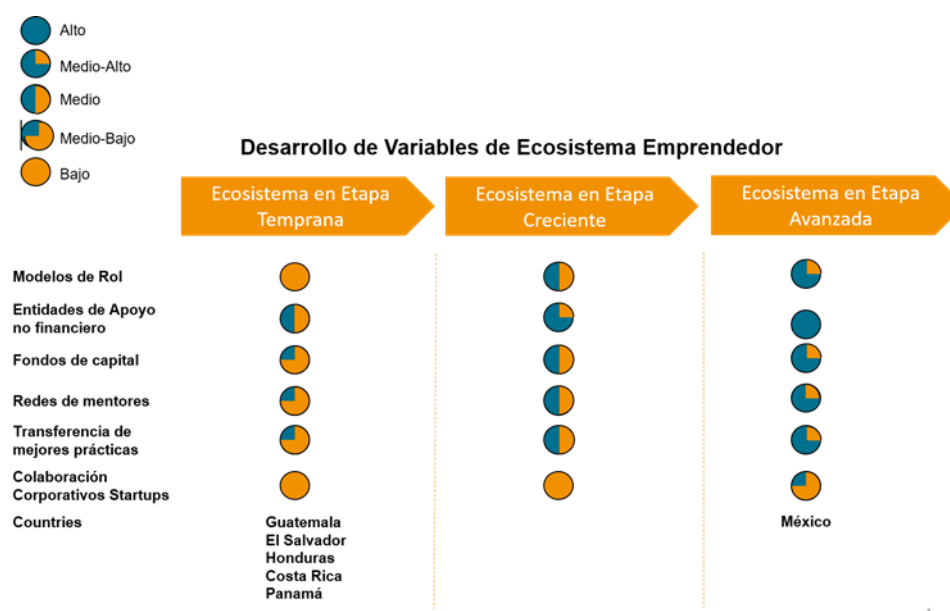 Alto
Medio-Alto
Medio
Medio-Bajo
Bajo
Desarrollo de Variables de Ecosistema Emprendedor
Ecosistema en Etapa
Temprana
Ecosistema en Etapa
Creciente
Ecosistema en Etapa
Avanzada
Modelos de Rol
Entidades de Apoyo
no financiero
Fondos de capital
Redes de mentores
Transferencia de
mejores prácticas
Colaboración
Corporativos Startups
Countries
Guatemala
El Salvador
Honduras
Costa Rica
Panamá
México